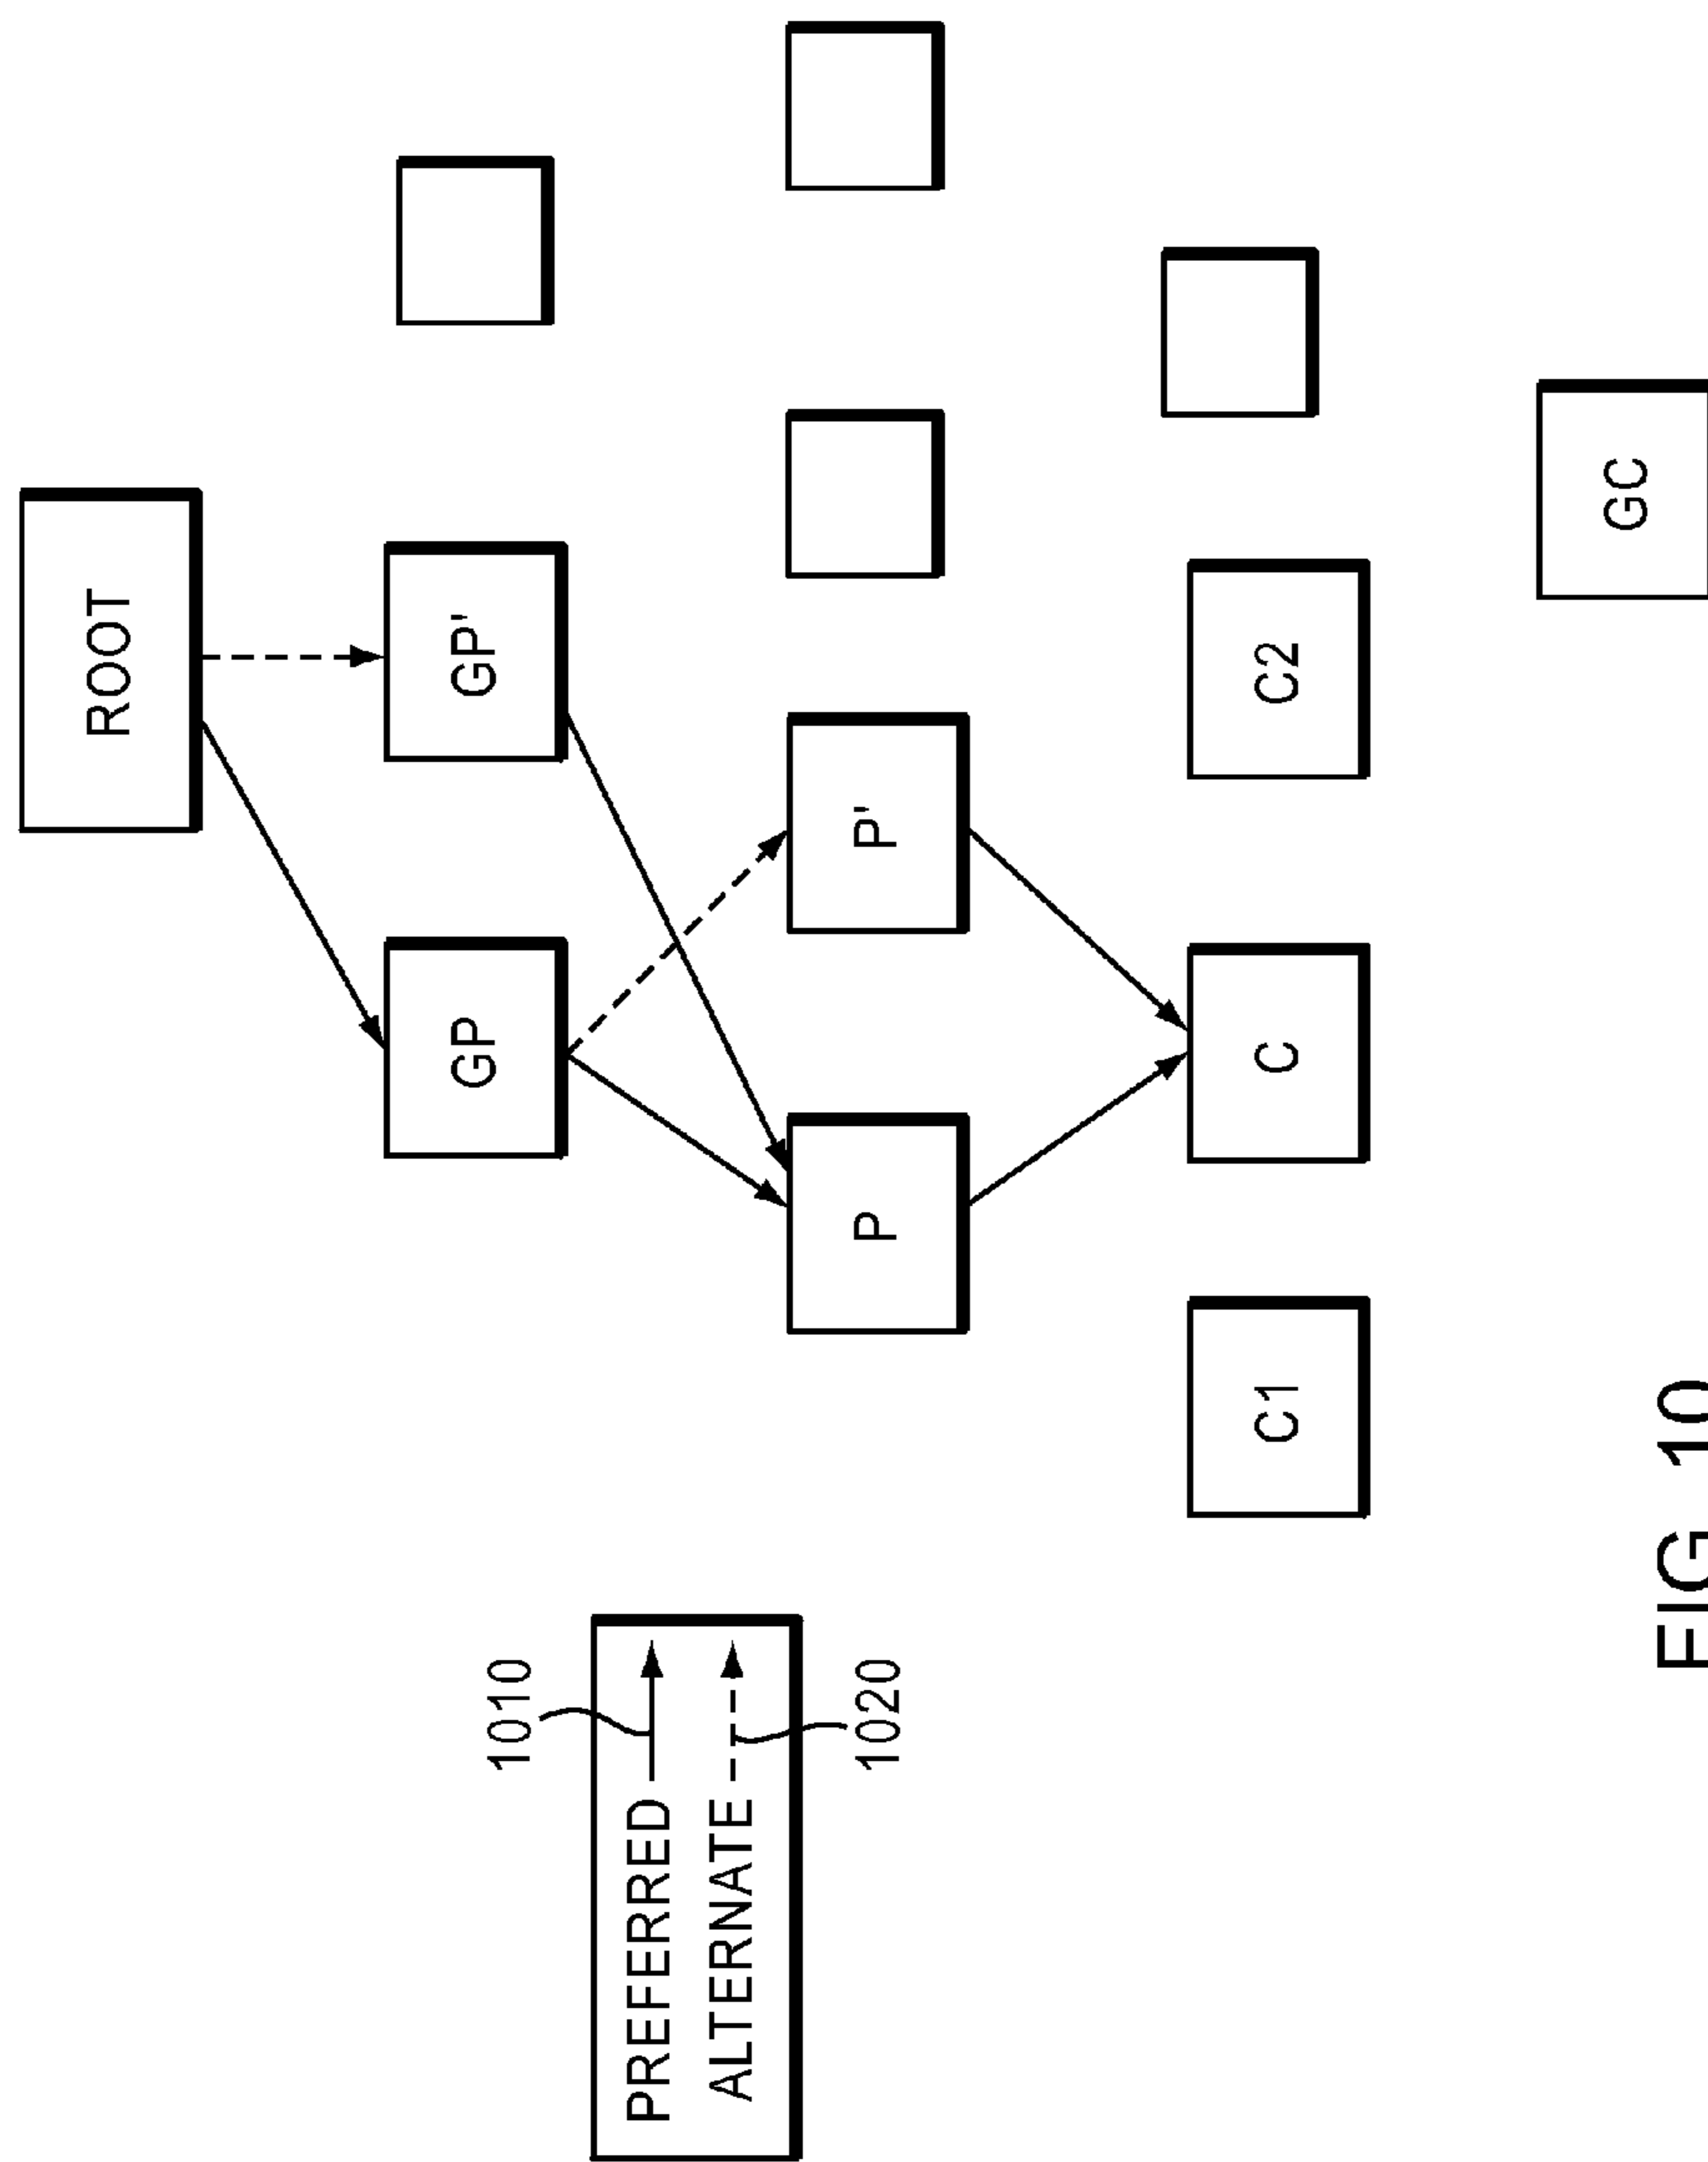 ROOT
GP
GP'
P
P'
C1
C
C2
GC
1010
PREFERRED
ALTERNATE
1020
FIG. 10